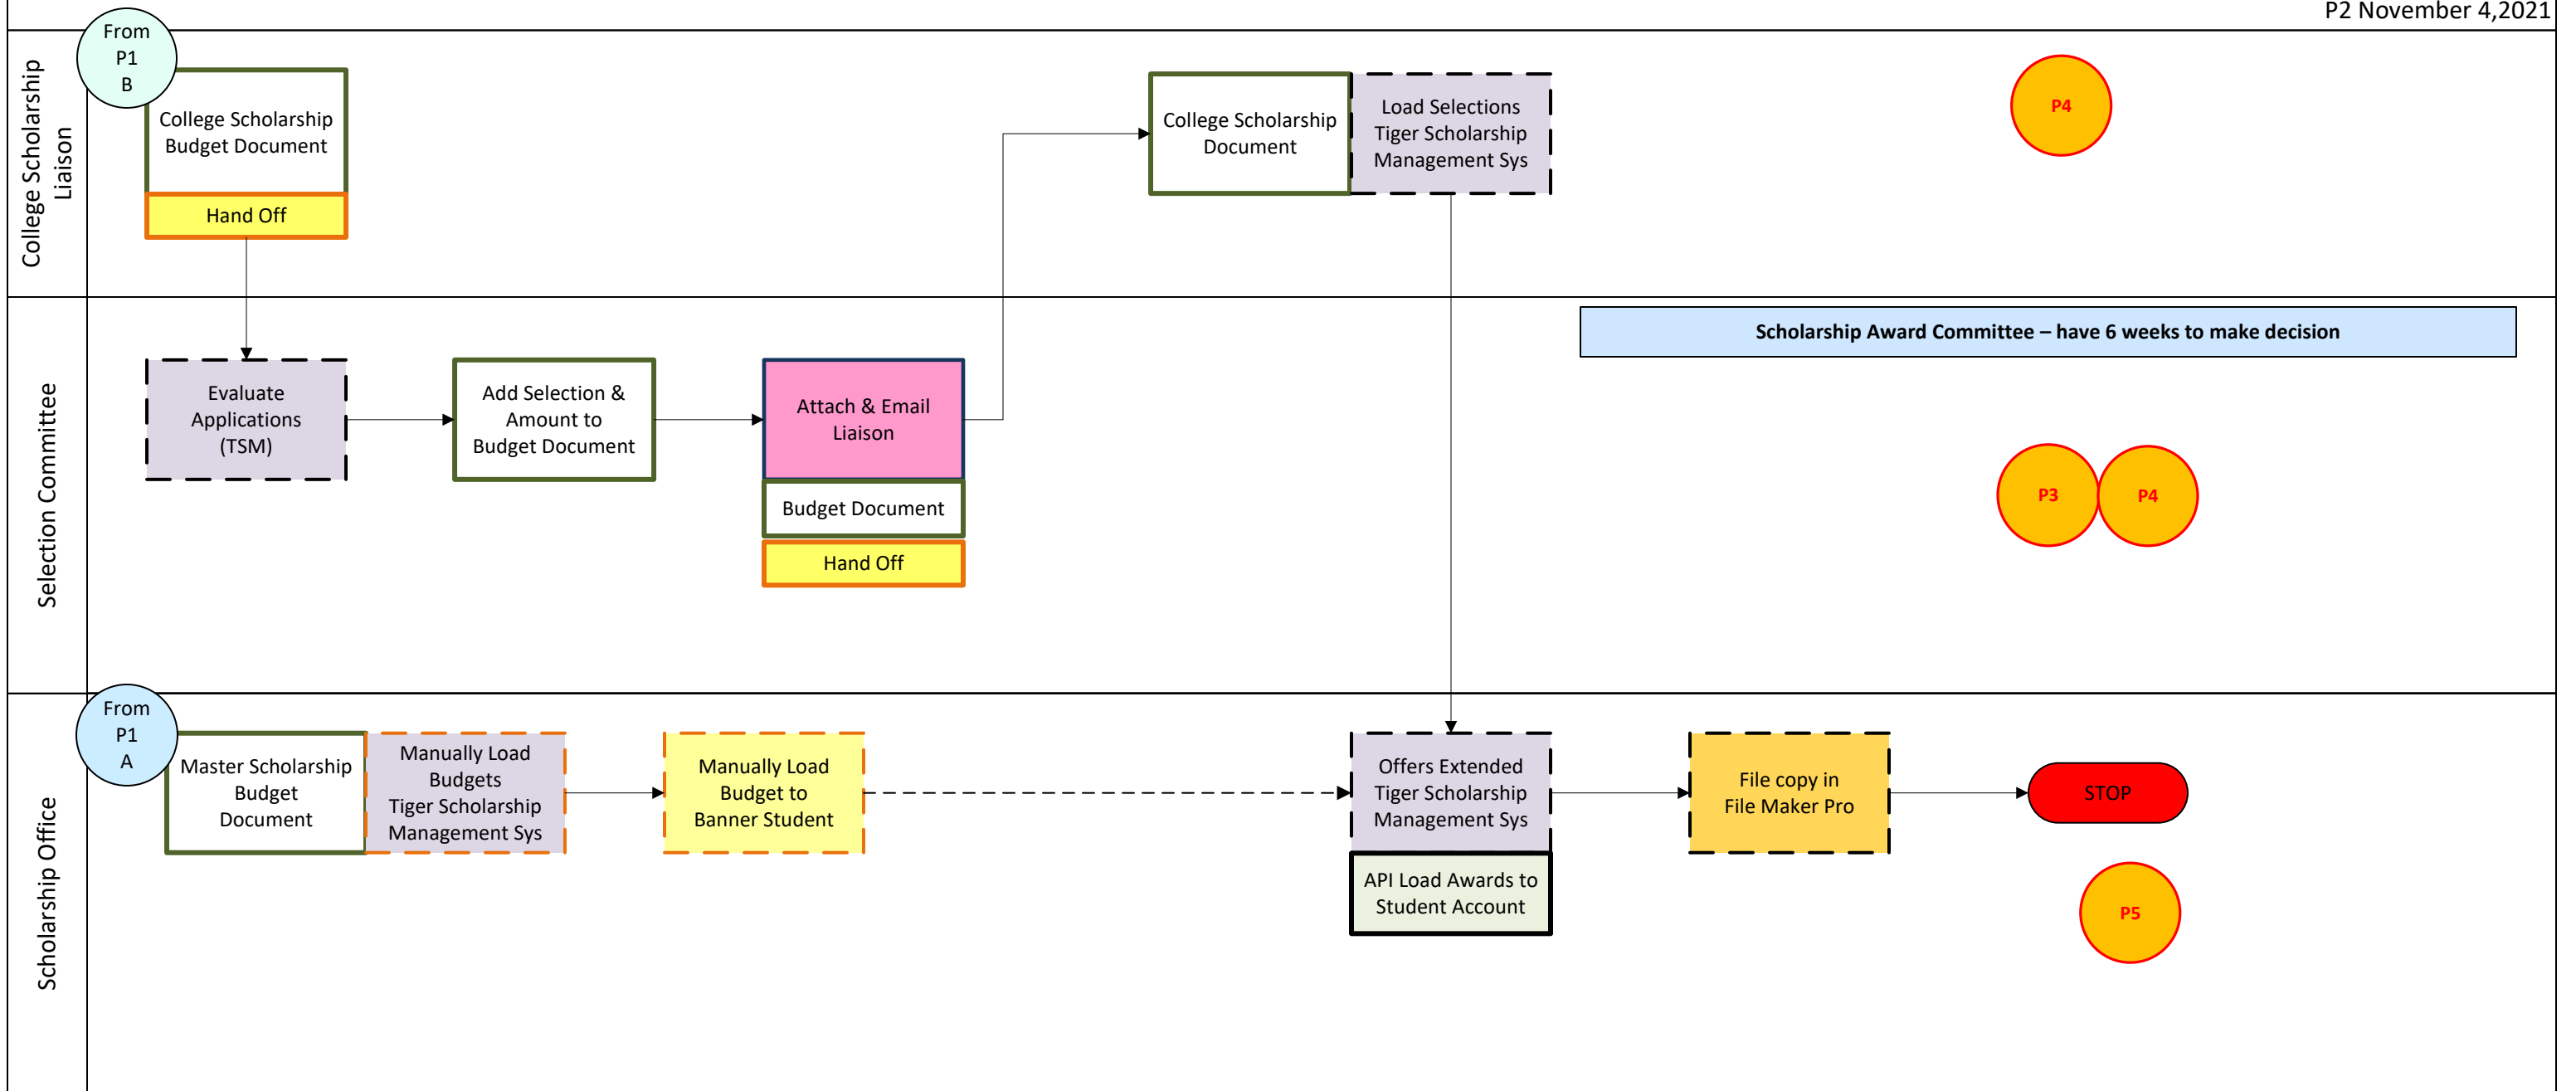 P2 November 4,2021
College Scholarship
Liaison
From
P1
B
College Scholarship
Budget Document
Hand Off
College Scholarship
Document
Load Selections
Tiger Scholarship
Management Sys
P4
Selection Committee
Scholarship Award Committee – have 6 weeks to make decision
Evaluate
Applications
(TSM)
Add Selection &
Amount to
Budget Document
Attach & Email
Liaison
Budget Document
Hand Off
P3
P4
Scholarship Office
From
P1
A
Master Scholarship
Budget
Document
Manually Load
Budgets
Tiger Scholarship
Management Sys
Manually Load
Budget to
Banner Student
Offers Extended
Tiger Scholarship
Management Sys
API Load Awards to
Student Account
File copy in
File Maker Pro
STOP
P5